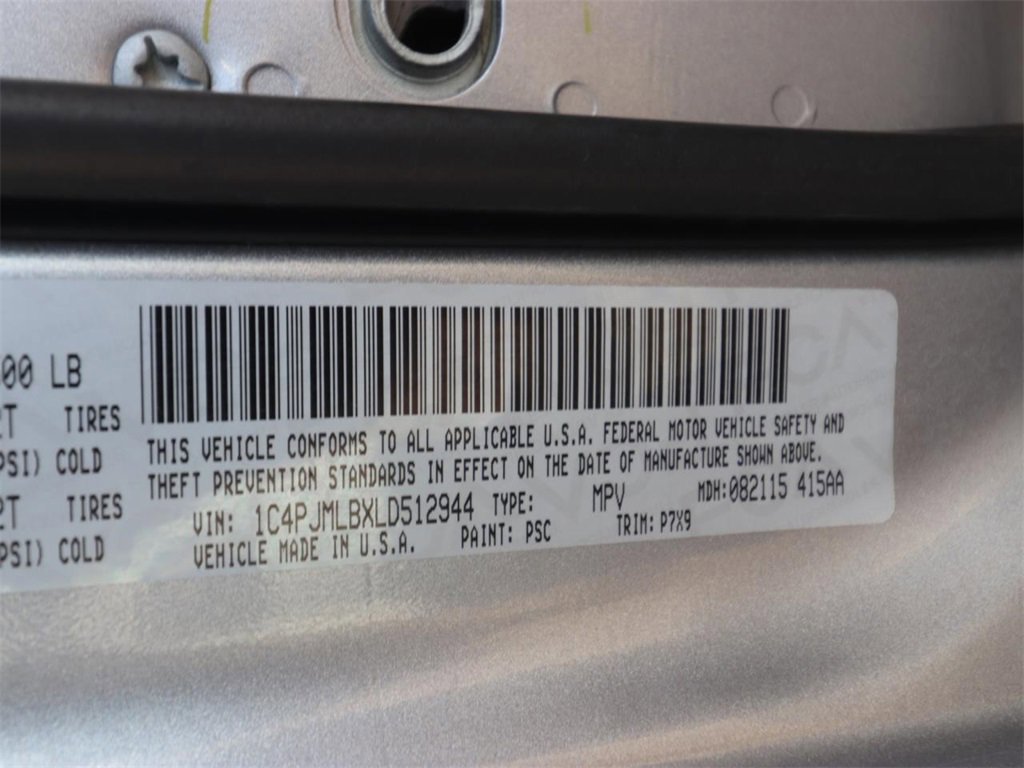 00 LB
TIRES
PSI) COLD
TIRES
PSI) COLD
THIS VEHICLE CONFORMS TO ALL APPLICABLE U.S.A. FEDERAL MOTOR VEHICLE SAFETY AND
THEFT PREVENTION STANDARDS IN EFFECT ON THE DATE OF MANUFACTURE SHOWN ABOVE.
VIN: 1C4PJMLBXLD512944 TYPE: MPV MDH:082115 415AA
VEHICLE MADE IN U.S.A. PAINT: PSC TRIM: P7X9